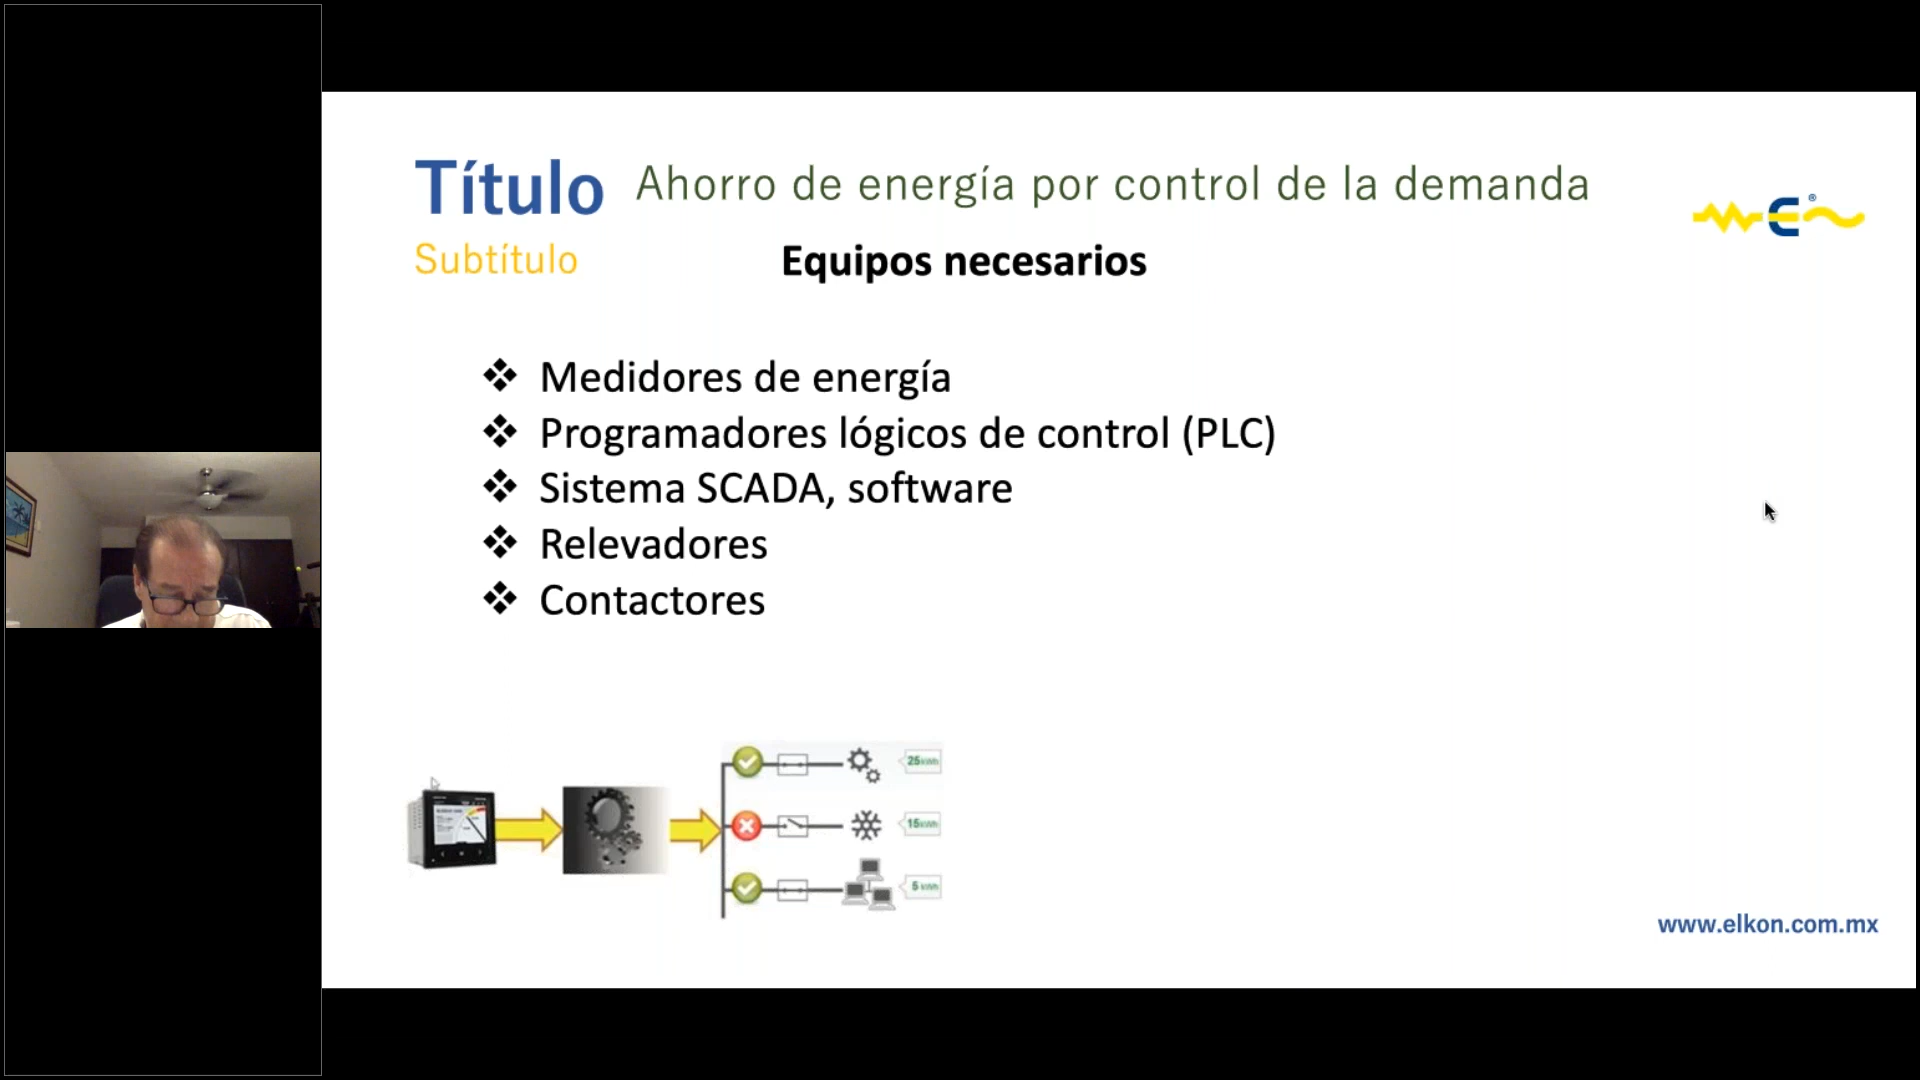 Título Ahorro de energía por control de la demanda
®
Subtítulo Equipos necesarios
❖ Medidores de energía
❖ Programadores lógicos de control (PLC)
❖ Sistema SCADA, software
❖ Relevadores
❖ Contactores
25 kWh
15 kWh
5 kWh
www.elkon.com.mx